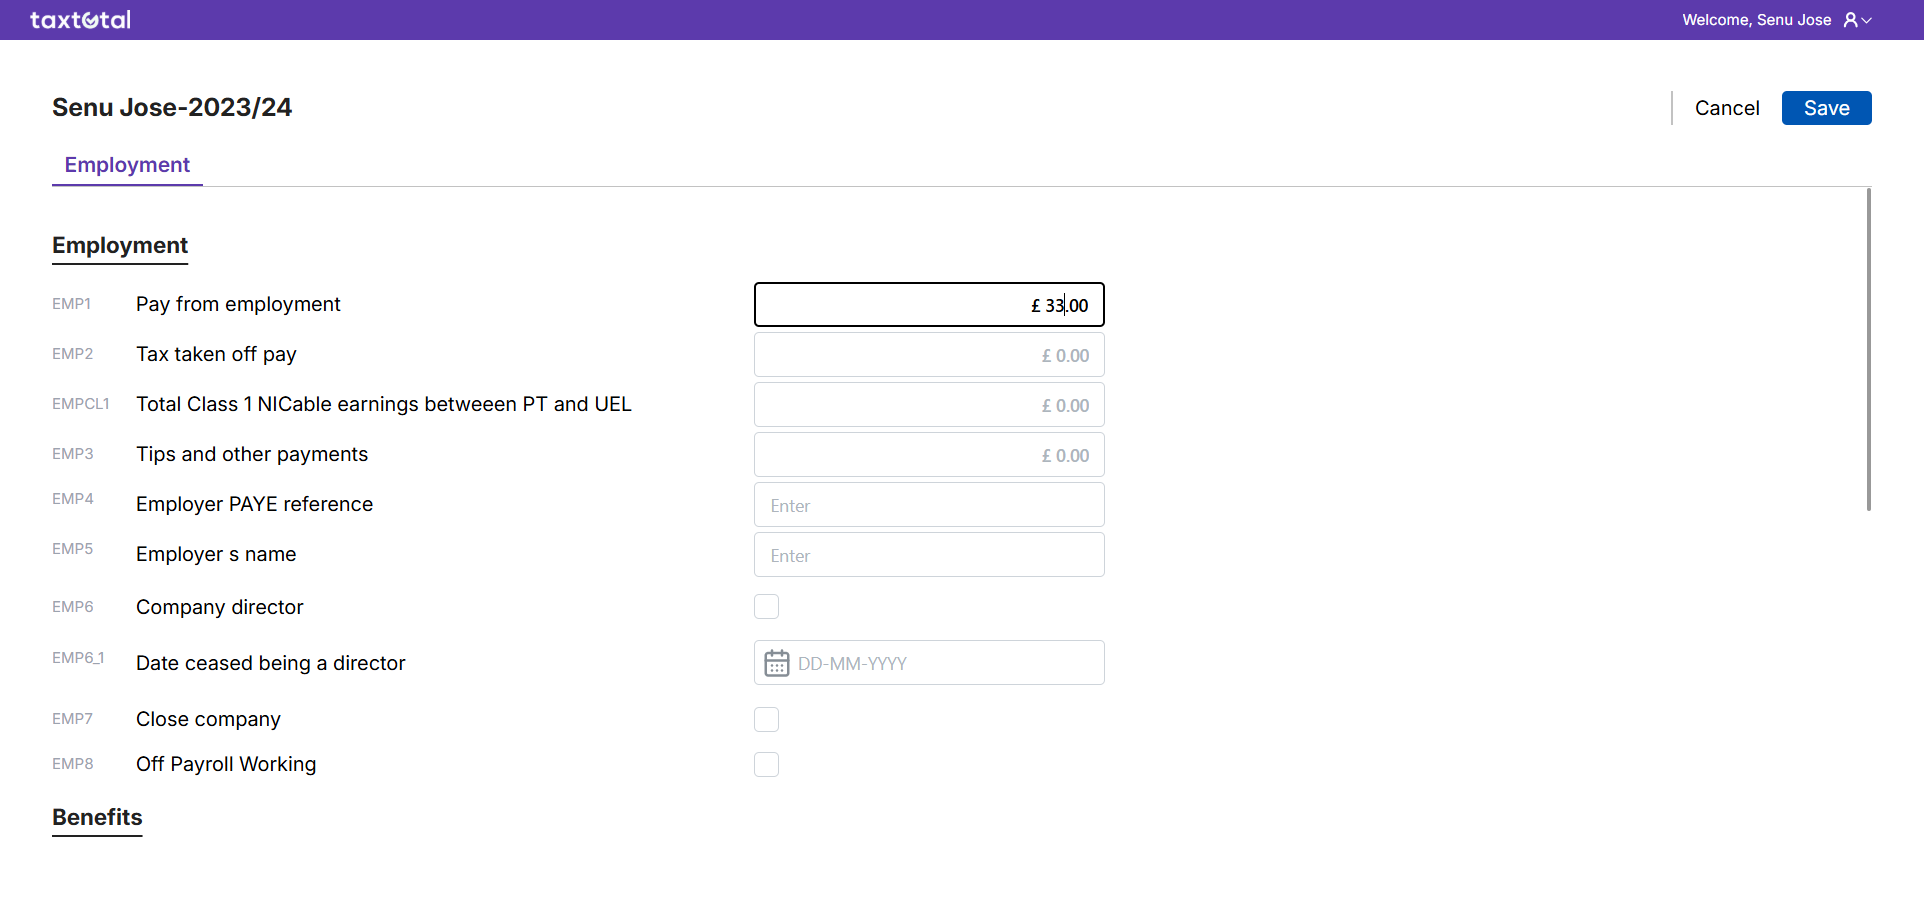 taxtotal
Welcome, Senu Jose
Senu Jose-2023/24
Cancel
Save
Employment
Employment
EMP1 Pay from employment £ 33.00
EMP2 Tax taken off pay £ 0.00
EMPCL1 Total Class 1 NICable earnings betweeen PT and UEL £ 0.00
EMP3 Tips and other payments £ 0.00
EMP4 Employer PAYE reference Enter
EMP5 Employer s name Enter
EMP6 Company director
EMP6_1 Date ceased being a director DD-MM-YYYY
EMP7 Close company
EMP8 Off Payroll Working
Benefits